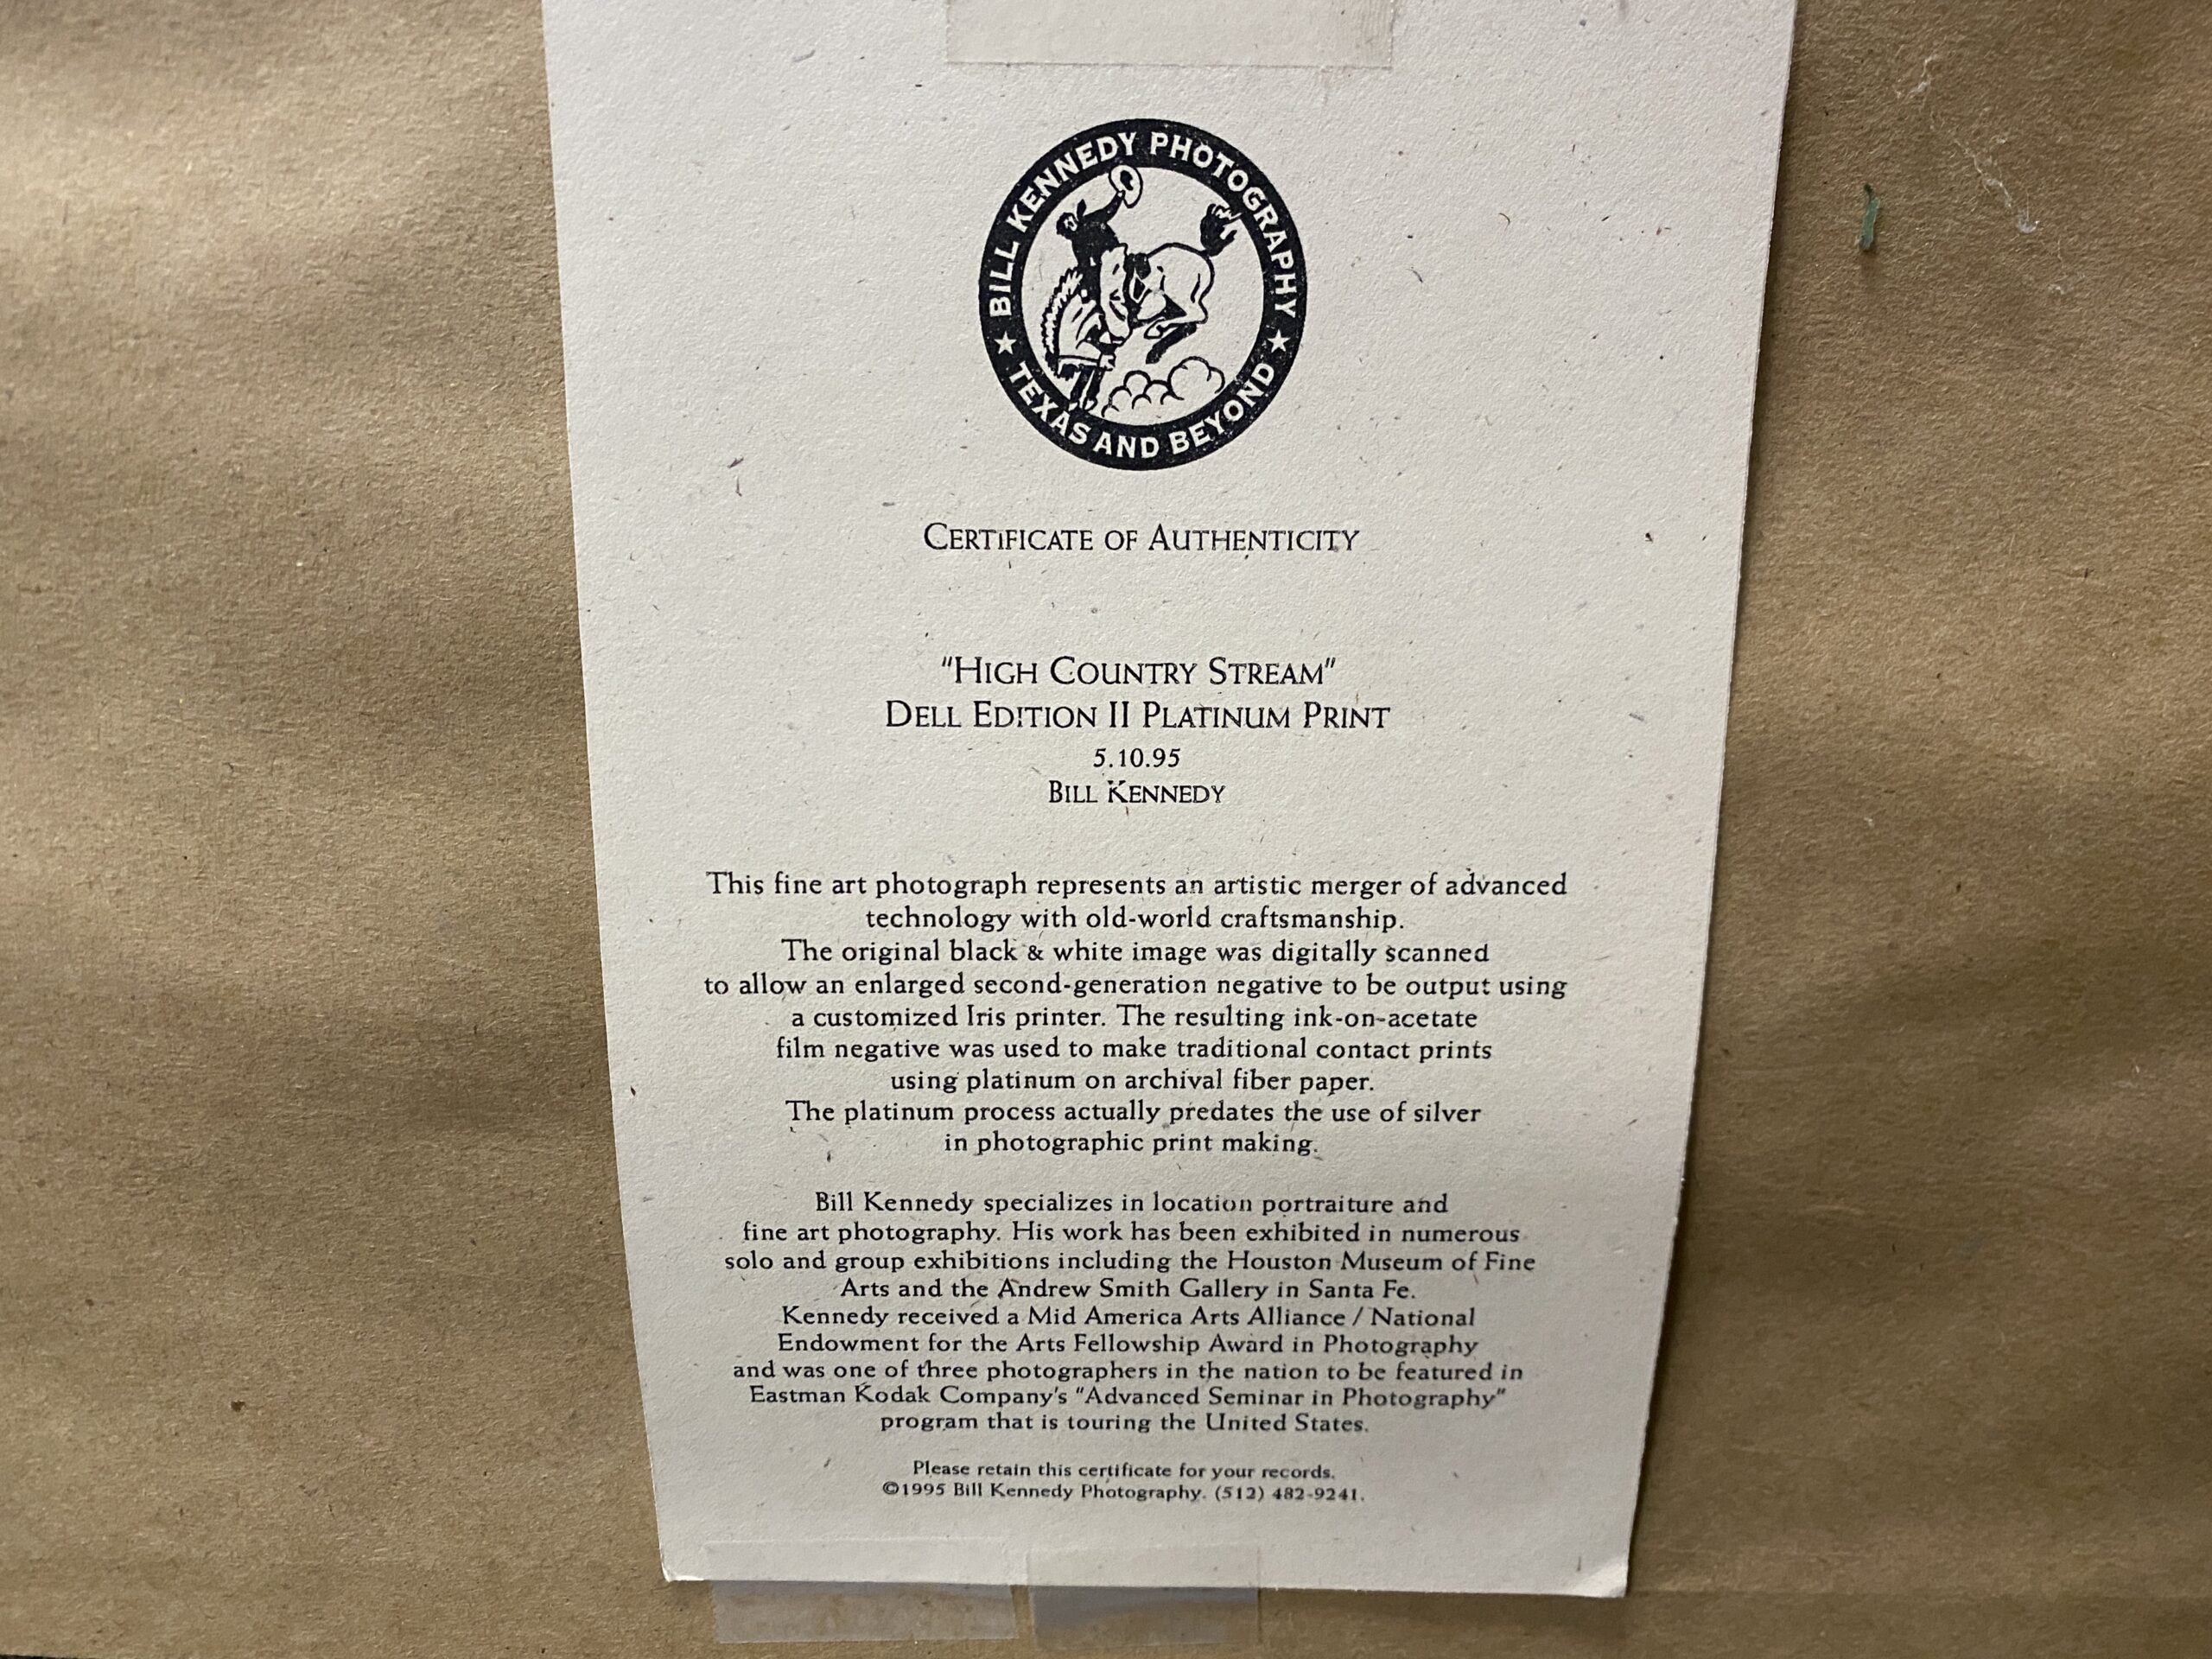 BILL KENNEDY PHOTOGRAPHY
TEXAS AND BEYOND
CERTIFICATE OF AUTHENTICITY
"HIGH COUNTRY STREAM"
DELL EDITION II PLATINUM PRINT
5.10.95
BILL KENNEDY
This fine art photograph represents an artistic merger of advanced
technology with old-world craftsmanship.
The original black & white image was digitally scanned
to allow an enlarged second-generation negative to be output using
a customized Iris printer. The resulting ink-on-acetate
film negative was used to make traditional contact prints
using platinum on archival fiber paper.
The platinum process actually predates the use of silver
in photographic print making.
Bill Kennedy specializes in location portraiture and
fine art photography. His work has been exhibited in numerous
solo and group exhibitions including the Houston Museum of Fine
Arts and the Andrew Smith Gallery in Santa Fe.
Kennedy received a Mid America Arts Alliance / National
Endowment for the Arts Fellowship Award in Photography
and was one of three photographers in the nation to be featured in
Eastman Kodak Company's "Advanced Seminar in Photography"
program that is touring the United States.
Please retain this certificate for your records.
©1995 Bill Kennedy Photography. (512) 482-9241.